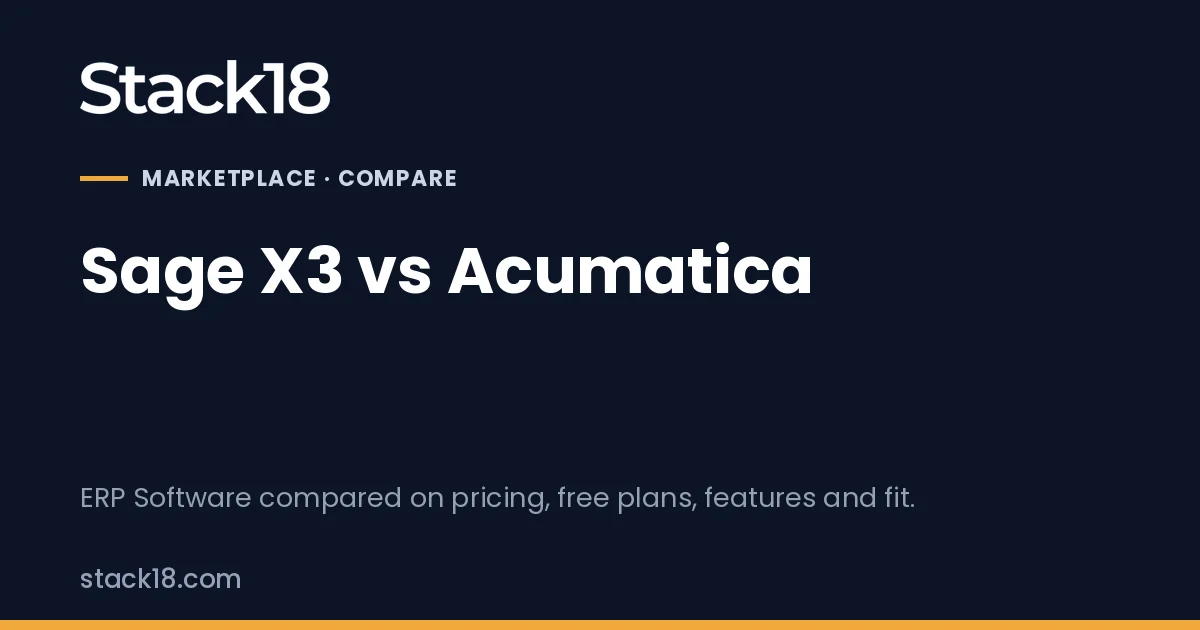 Stack18
MARKETPLACE · COMPARE
Sage X3 vs Acumatica
ERP Software compared on pricing, free plans, features and fit.
stack18.com